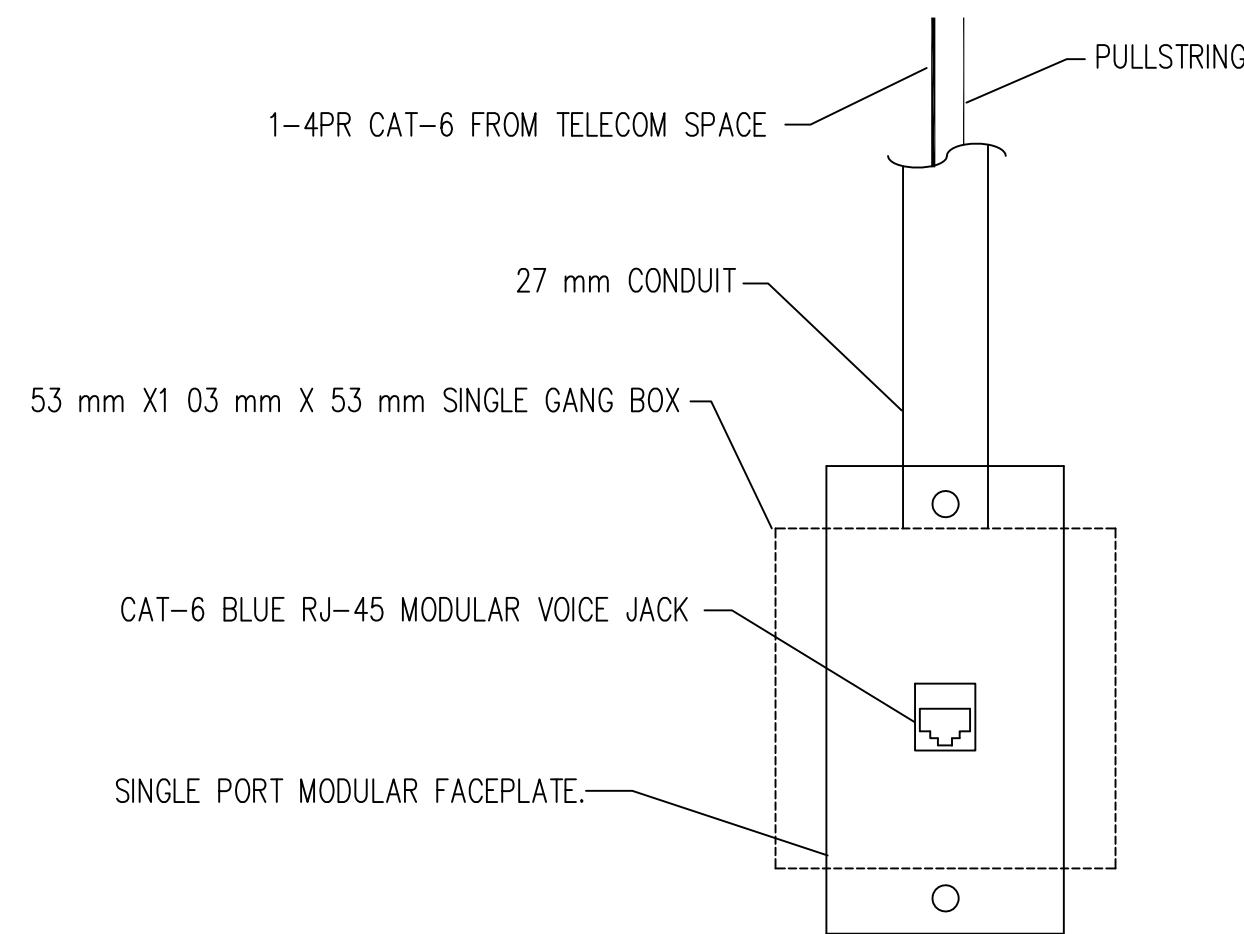 PULLSTRING
1-4PR CAT-6 FROM TELECOM SPACE
27 mm CONDUIT
53 mm X1 03 mm X 53 mm SINGLE GANG BOX
CAT-6 BLUE RJ-45 MODULAR VOICE JACK
SINGLE PORT MODULAR FACEPLATE.